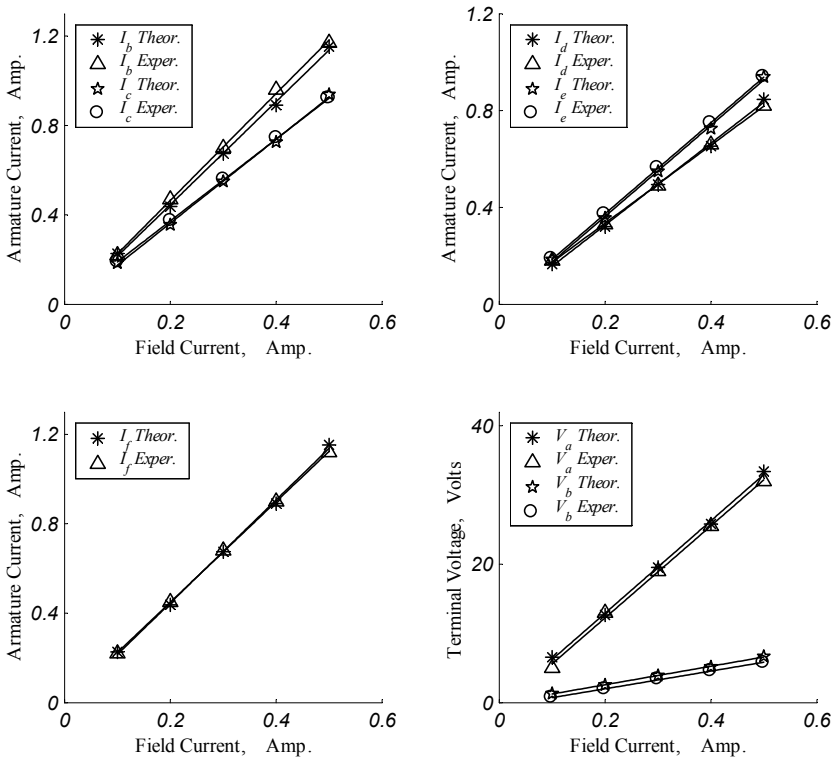 1.2
0.8
0.4
0
Armature Current, Amp.
I_b Theor.
I_b Exper.
I_c Theor.
I_c Exper.
0 0.2 0.4 0.6
Field Current, Amp.
1.2
0.8
0.4
0
Armature Current, Amp.
I_d Theor.
I_d Exper.
I_e Theor.
I_e Exper.
0 0.2 0.4 0.6
Field Current, Amp.
1.2
0.8
0.4
0
Armature Current, Amp.
I_f Theor.
I_f Exper.
0 0.2 0.4 0.6
Field Current, Amp.
40
20
0
Terminal Voltage, Volts
V_a Theor.
V_a Exper.
V_b Theor.
V_b Exper.
0 0.2 0.4 0.6
Field Current, Amp.